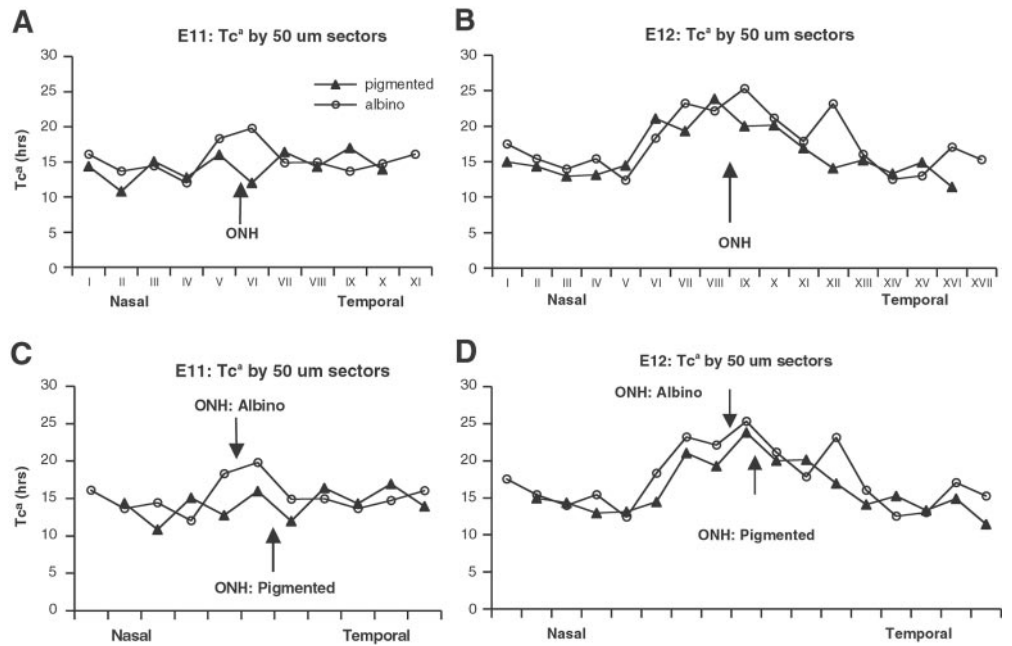 A
E11: Tcª by 50 um sectors
30
25
20
15
10
5
0
Tcª (hrs)
pigmented
albino
ONH
I II III IV V VI VII VIII IX X XI
Nasal Temporal
B
E12: Tcª by 50 um sectors
30
25
20
15
10
5
0
ONH
I II III IV V VI VII VIII IX X XI XII XIII XIV XV XVI XVII
Nasal Temporal
C
E11: Tcª by 50 um sectors
30
25
20
15
10
5
0
Tcª (hrs)
ONH: Albino
ONH: Pigmented
Nasal Temporal
D
E12: Tcª by 50 um sectors
30
25
20
15
10
5
0
ONH: Albino
ONH: Pigmented
Nasal Temporal